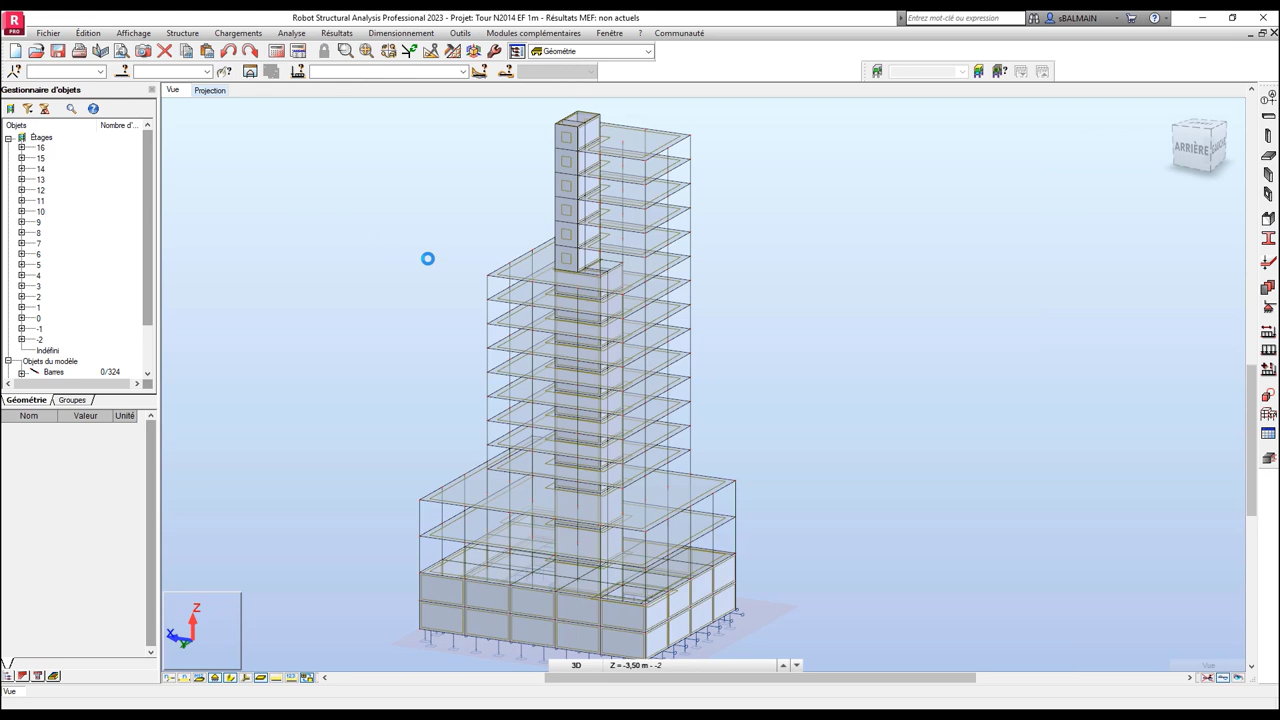 Robot Structural Analysis Professional 2023 - Projet: Tour N2014 EF 1m - Résultats MEF: non actuels
Entrez mot-clé ou expression
sBALMAIN
R
PRO
Fichier Édition Affichage Structure Chargements Analyse Résultats Dimensionnement Outils Modules complémentaires Fenêtre ? Communauté
Géométrie
Gestionnaire d'objets
Vue Projection
Objets Nombre d'...
Étages
16
15
14
13
12
11
10
9
8
7
6
5
4
3
2
1
0
-1
-2
Indéfini
Objets du modèle
Barres 0/324
Géométrie Groupes
Nom Valeur Unité
ARRIÈRE
Z
X
3D Z = -3,50 m - -2
Vue
Vue